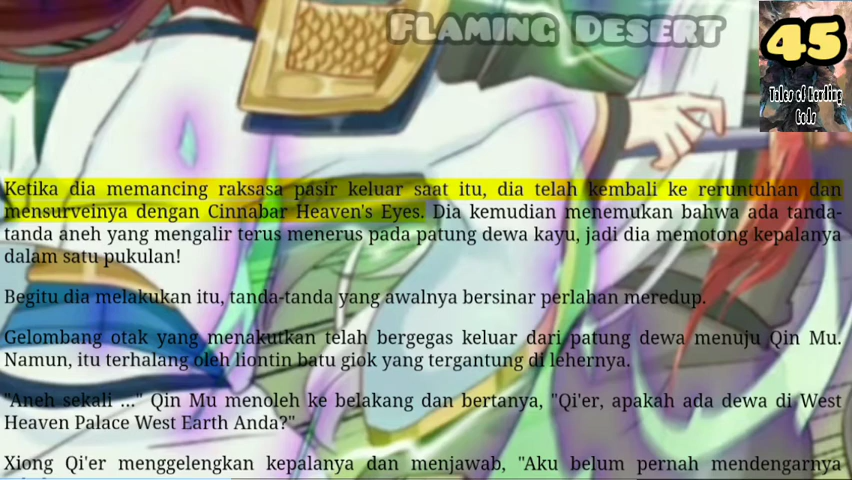 Flaming Desert
45
Tales of Herding
Gods
Ketika dia memancing raksasa pasir keluar saat itu, dia telah kembali ke reruntuhan dan
mensurveinya dengan Cinnabar Heaven's Eyes. Dia kemudian menemukan bahwa ada tanda-
tanda aneh yang mengalir terus menerus pada patung dewa kayu, jadi dia memotong kepalanya
dalam satu pukulan!
Begitu dia melakukan itu, tanda-tanda yang awalnya bersinar perlahan meredup.
Gelombang otak yang menakutkan telah bergegas keluar dari patung dewa menuju Qin Mu.
Namun, itu terhalang oleh liontin batu giok yang tergantung di lehernya.
"Aneh sekali ..." Qin Mu menoleh ke belakang dan bertanya, "Qi'er, apakah ada dewa di West
Heaven Palace West Earth Anda?"
Xiong Qi'er menggelengkan kepalanya dan menjawab, "Aku belum pernah mendengarnya